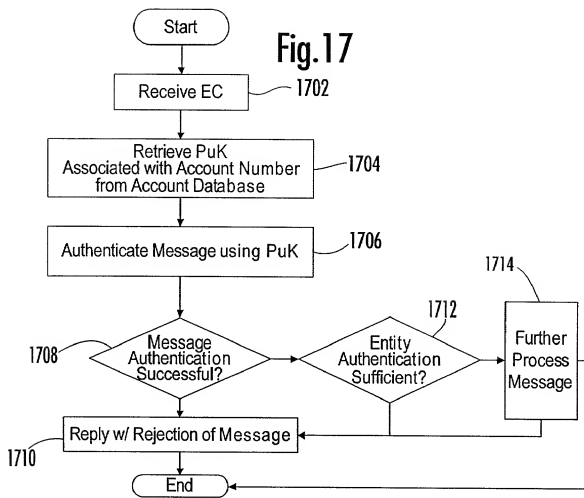 Start
Fig.17
Receive EC
1702
Retrieve PuK
Associated with Account Number
from Account Database
1704
Authenticate Message using PuK
1706
1708
Message
Authentication
Successful?
1712
Entity
Authentication
Sufficient?
1714
Further
Process
Message
Reply w/ Rejection of Message
1710
End